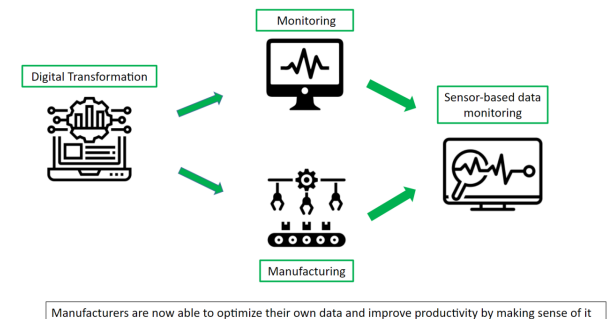 Monitoring
Digital Transformation
Sensor-based data
monitoring
Manufacturing
Manufacturers are now able to optimize their own data and improve productivity by making sense of it